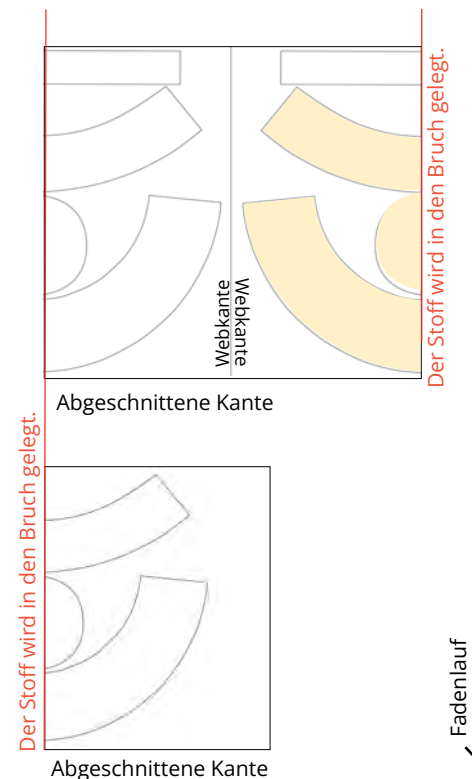 Der Stoff wird in den Bruch gelegt.
Webkante
Webkante
Abgeschnittene Kante
Der Stoff wird in den Bruch gelegt.
Abgeschnittene Kante
Fadenlauf